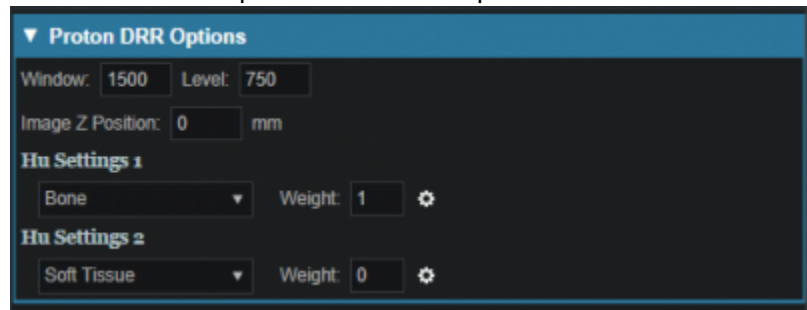 Proton DRR Options
Window: 1500 Level: 750
Image Z Position: 0 mm
Hu Settings 1
Bone Weight: 1
Hu Settings 2
Soft Tissue Weight: 0